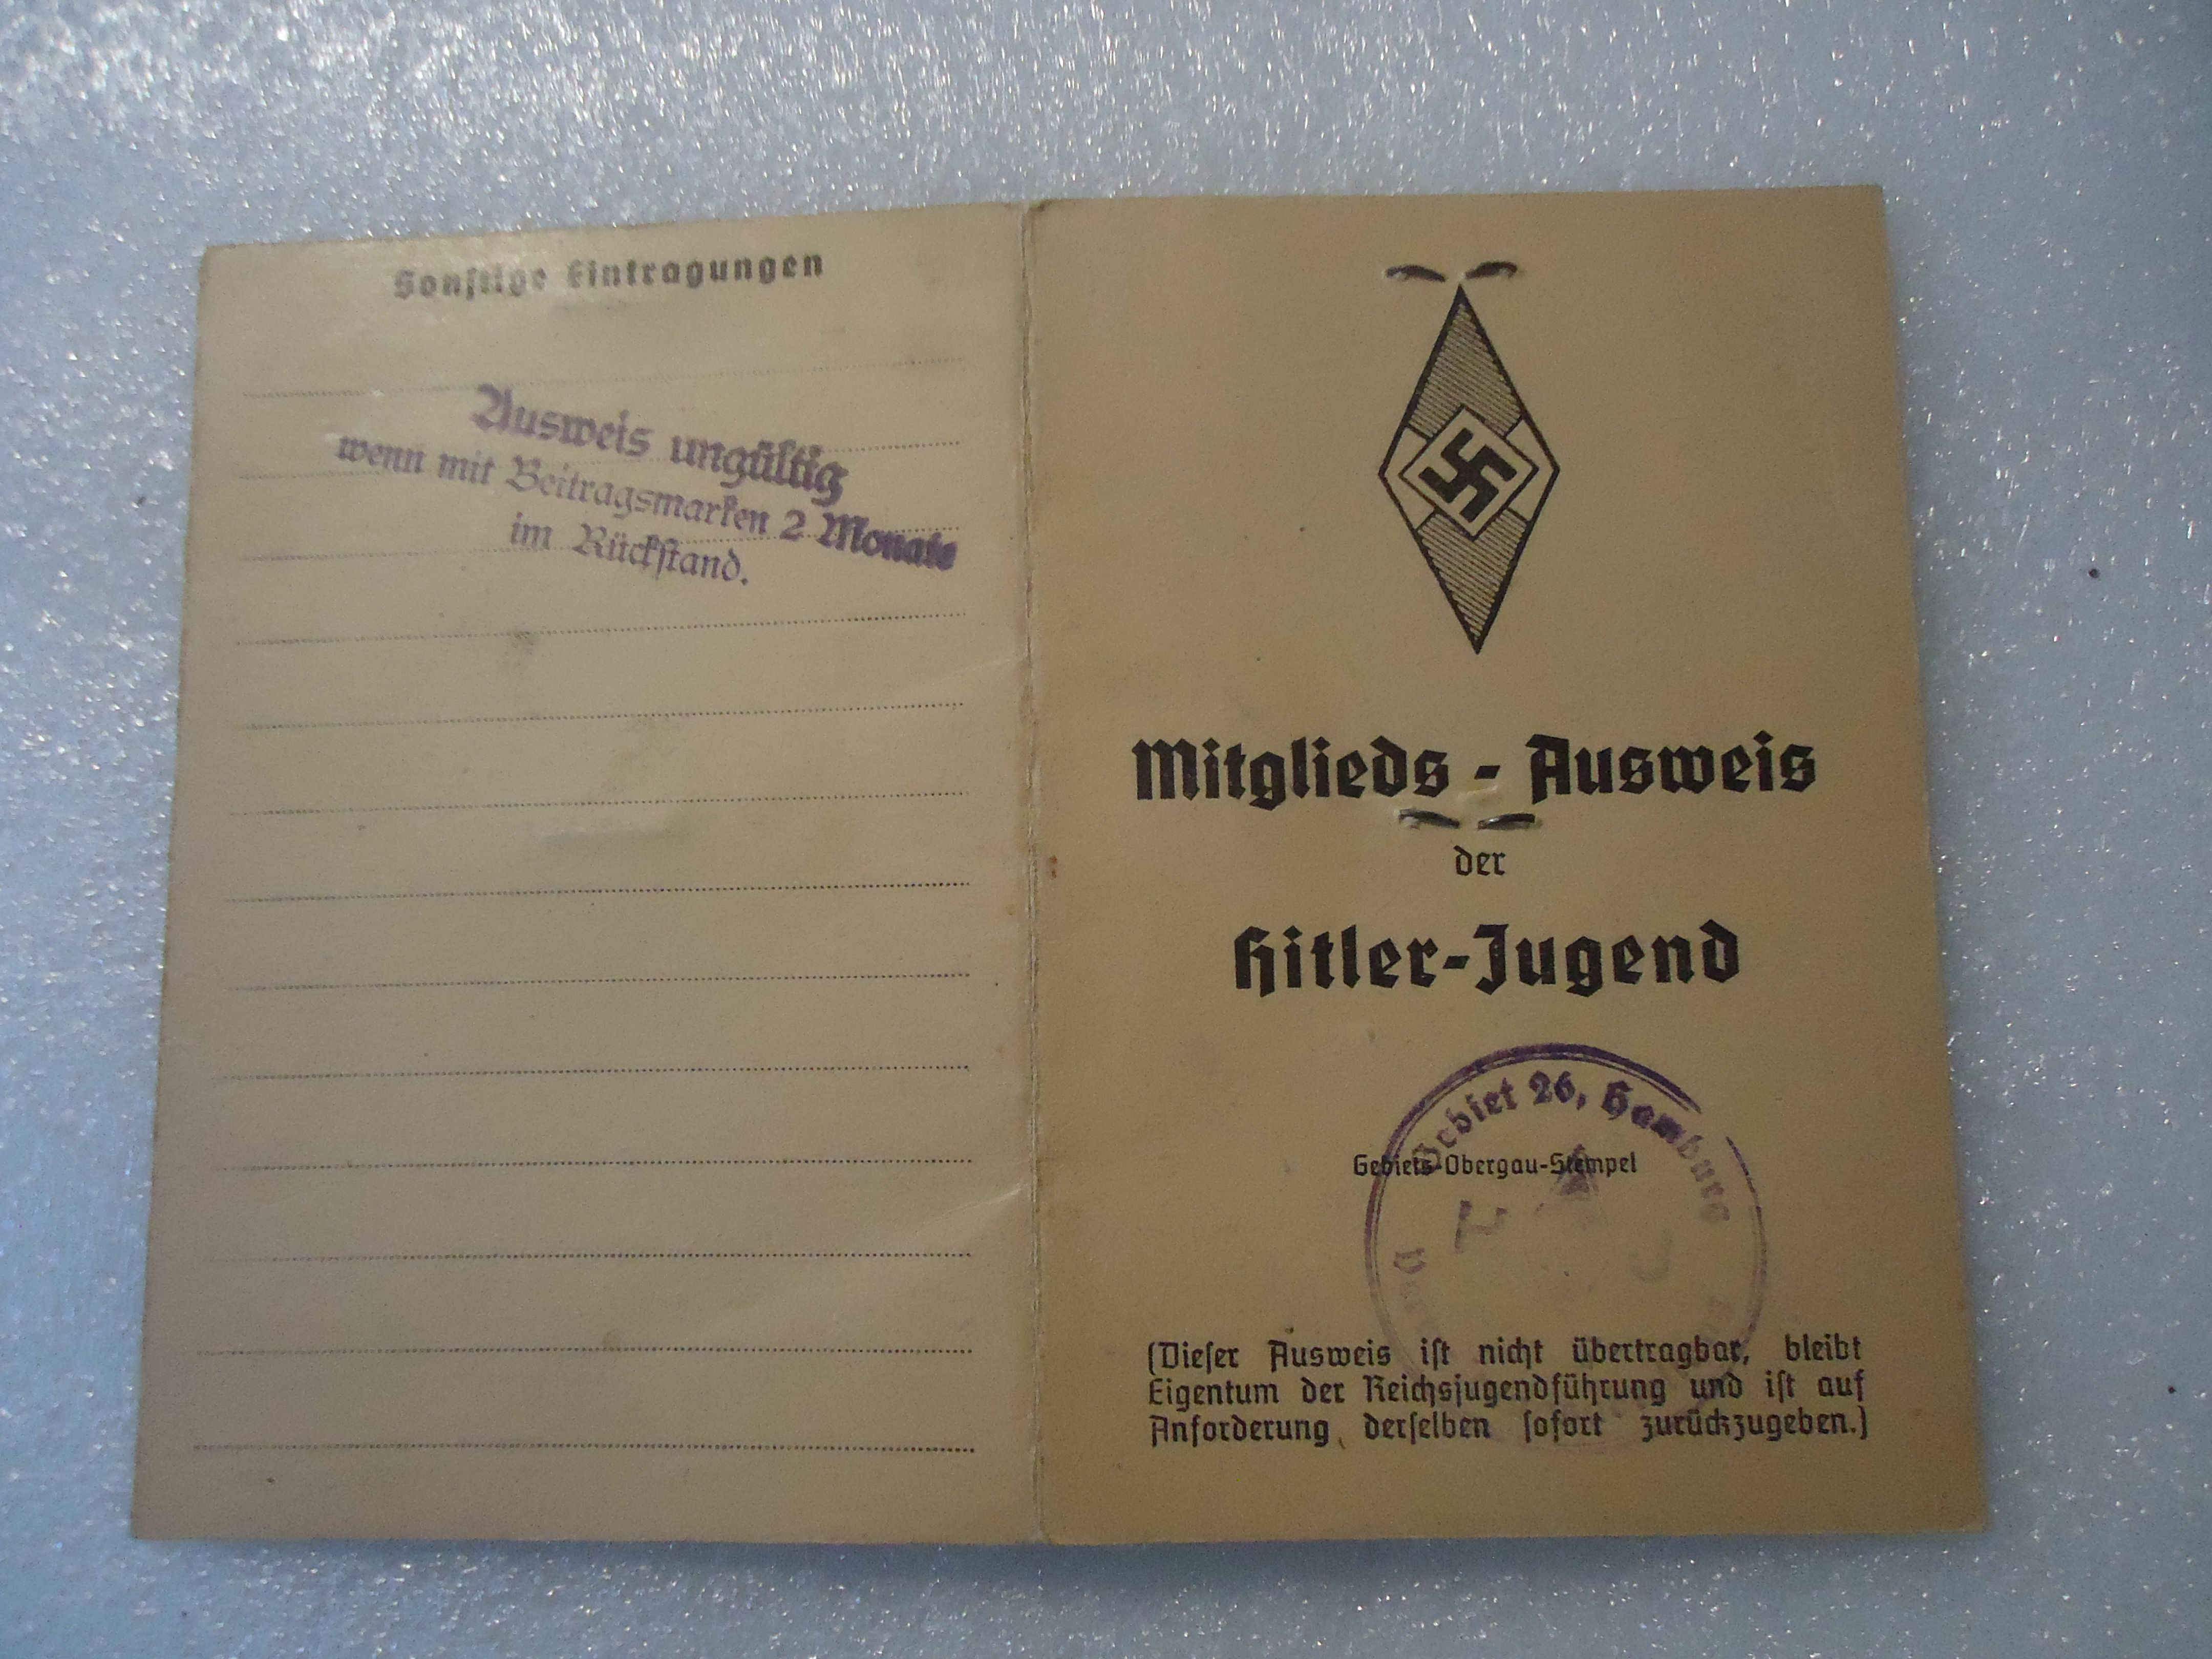 Sonstige Eintragungen
Ausweis ungültig
wenn mit Beitragsmarken 2 Monate
im Rückstand.
Mitglieds - Ausweis
der
Hitler-Jugend
Gebiet 26, Hamburg
Gebiets-Obergau-Stempel
(Dieser Ausweis ist nicht übertragbar, bleibt
Eigentum der Reichsjugendführung und ist auf
Anforderung derselben sofort zurückzugeben.)